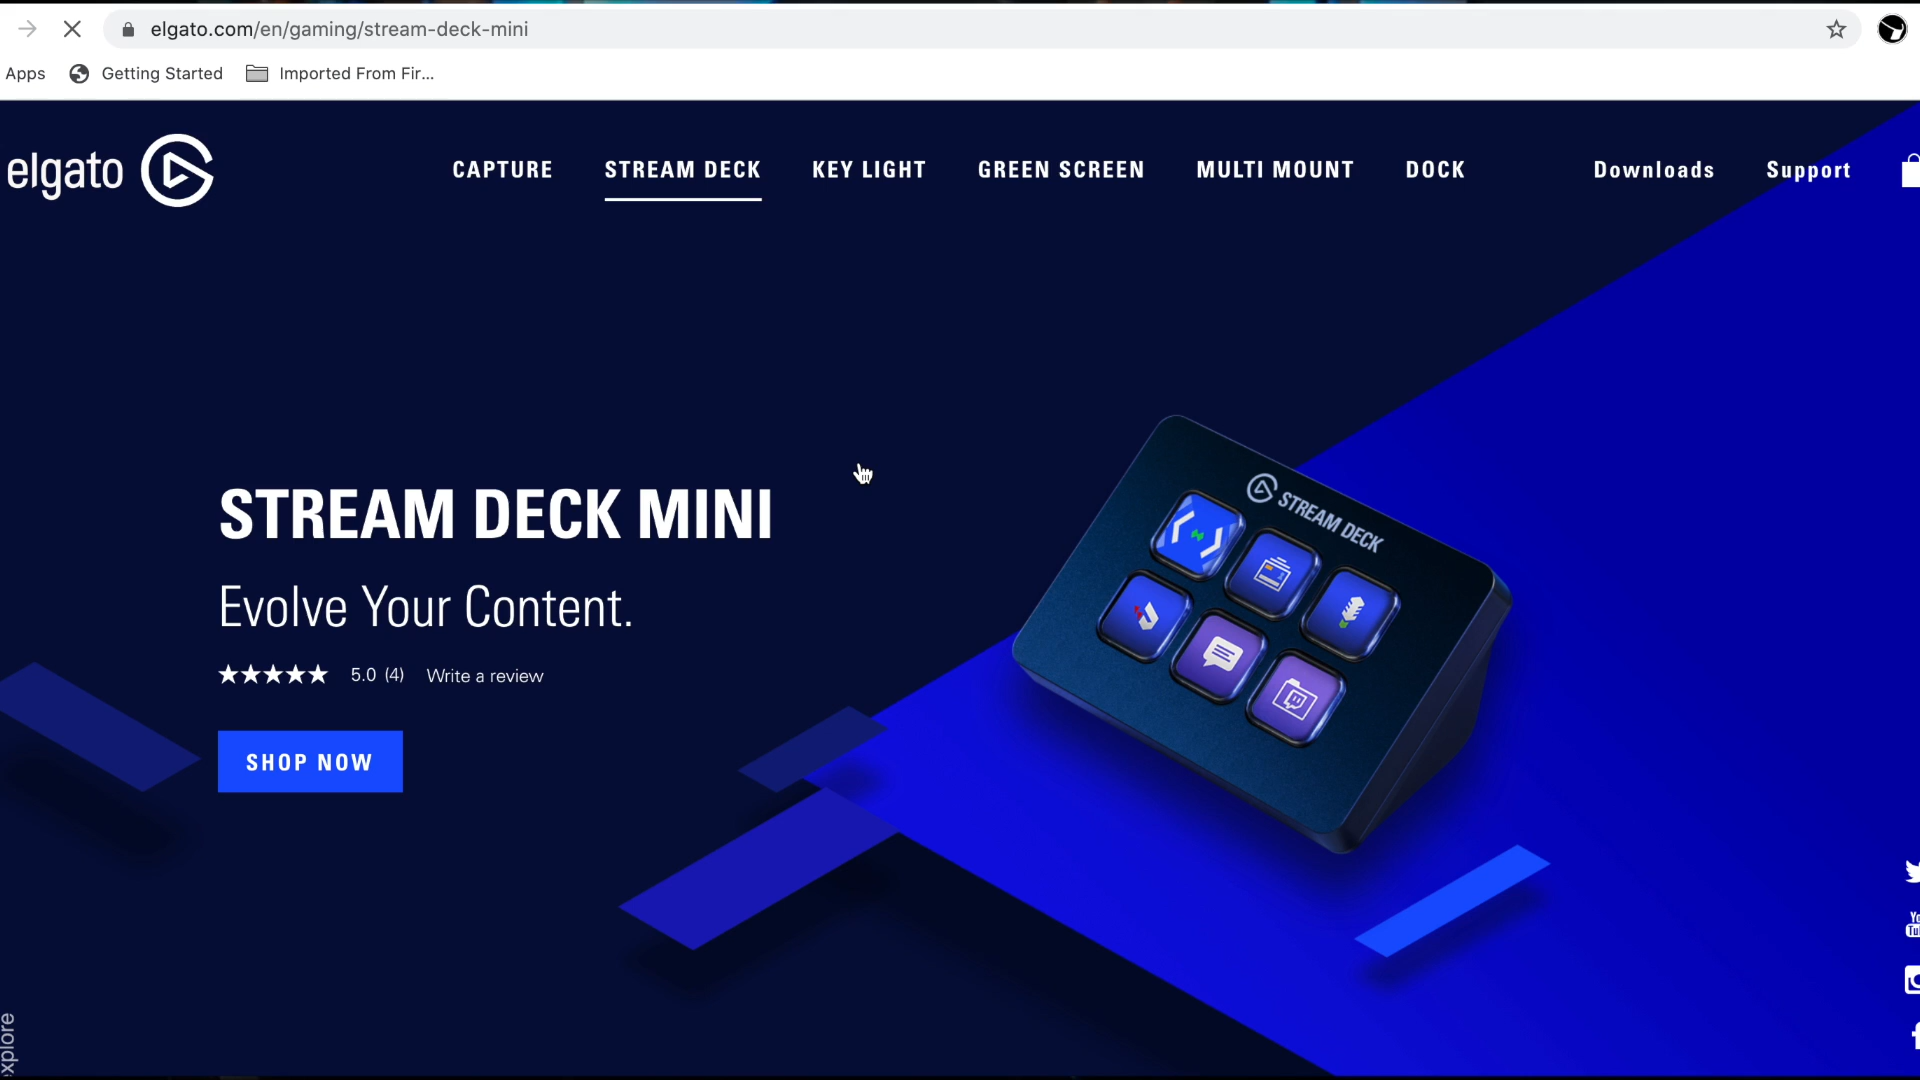 elgato.com/en/gaming/stream-deck-mini
Apps Getting Started Imported From Fir...
elgato CAPTURE STREAM DECK KEY LIGHT GREEN SCREEN MULTI MOUNT DOCK Downloads Support
STREAM DECK
STREAM DECK MINI
Evolve Your Content.
5.0 (4) Write a review
SHOP NOW
xplore